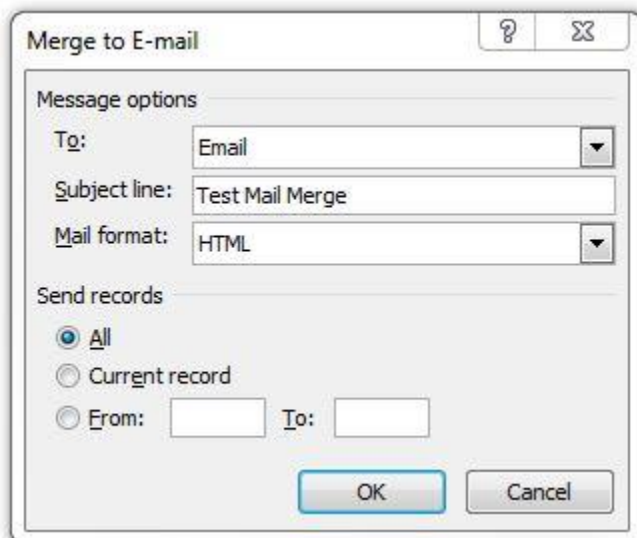 Merge to E-mail
?
Message options
To: Email
Subject line: Test Mail Merge
Mail format: HTML
Send records
All
Current record
From: To:
OK Cancel